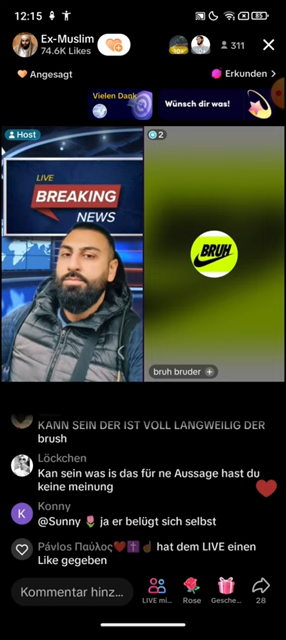 12:15
85
Ex-Muslim
74.6K Likes
311
Angesagt
Erkunden >
Vielen Dank
Wünsch dir was!
Host
2
LIVE
BREAKING
NEWS
BRUH
bruh bruder +
KANN SEIN DER IST VOLL LANGWEILIG DER
brush
Löckchen
Kan sein was is das für ne Aussage hast du
keine meinung
K
Konny
@Sunny 🌷 ja er belügt sich selbst
Pávlos Παύλος❤️✝️☝🏾 hat dem LIVE einen
Like gegeben
Kommentar hinz...
LIVE mi...
Rose
Gesche...
28